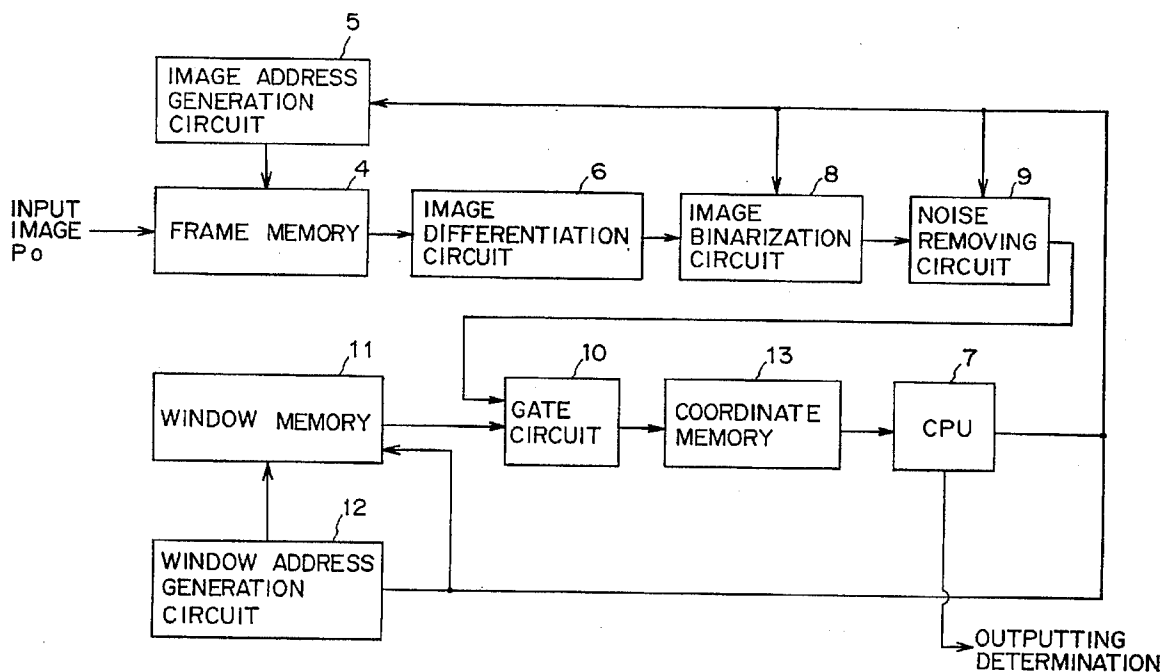 5
IMAGE ADDRESS
GENERATION
CIRCUIT
4
INPUT
IMAGE
Po
FRAME MEMORY
6
IMAGE
DIFFERENTIATION
CIRCUIT
8
IMAGE
BINARIZATION
CIRCUIT
9
NOISE
REMOVING
CIRCUIT
11
WINDOW MEMORY
10
GATE
CIRCUIT
13
COORDINATE
MEMORY
7
CPU
12
WINDOW ADDRESS
GENERATION
CIRCUIT
OUTPUTTING
DETERMINATION